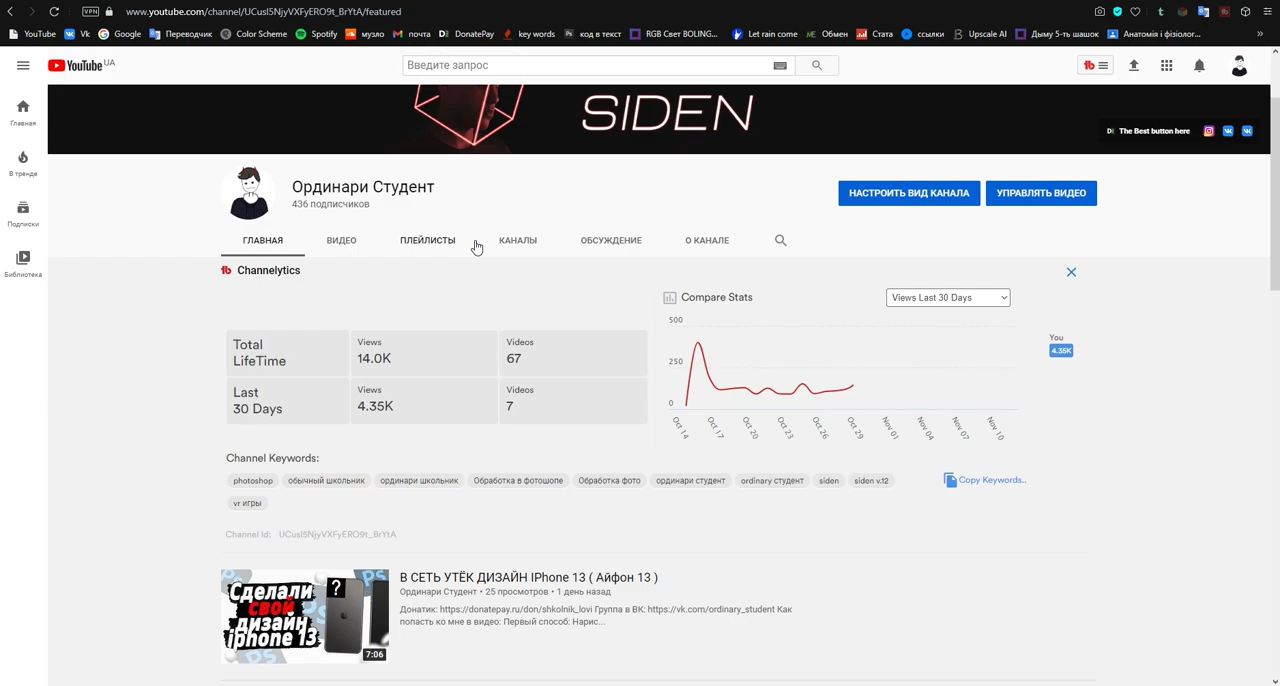 VPN
www.youtube.com/channel/UCusI5NjyVXFyERO9t_BrYtA/featured
YouTube Vk Google Переводчик Color Scheme Spotify музло почта DonatePay key words код в текст RGB Свет BOLING... Let rain come Обмен Стата ссылки Upscale AI Дыму 5-ть шашок Анатомія і фізіолог... »
YouTube UA
Введите запрос
Главная
В тренде
Подписки
Библиотека
SIDEN
The Best button here
Ординари Студент
436 подписчиков
НАСТРОИТЬ ВИД КАНАЛА
УПРАВЛЯТЬ ВИДЕО
ГЛАВНАЯ ВИДЕО ПЛЕЙЛИСТЫ КАНАЛЫ ОБСУЖДЕНИЕ О КАНАЛЕ
Channelytics
Total LifeTime
Views
14.0K
Videos
67
Last 30 Days
Views
4.35K
Videos
7
Compare Stats
Views Last 30 Days
500
250
0
Oct 14 Oct 17 Oct 20 Oct 23 Oct 26 Oct 29 Nov 01 Nov 04 Nov 07 Nov 10
You
4.35K
Channel Keywords:
photoshop обычный школьник ординари школьник Обработка в фотошопе Обработка фото ординари студент ordinary студент siden siden v.12
vr игры
Copy Keywords..
Channel Id: UCusI5NjyVXFyERO9t_BrYtA
Сделали
свой
дизайн
iphone 13
?
7:06
В СЕТЬ УТЁК ДИЗАЙН IPhone 13 ( Айфон 13 )
Ординари Студент • 25 просмотров • 1 день назад
Донатик: https://donatepay.ru/don/shkolnik_lovi Группа в ВК: https://vk.com/ordinary_student Как
попасть ко мне в видео: Первый способ: Нарис...